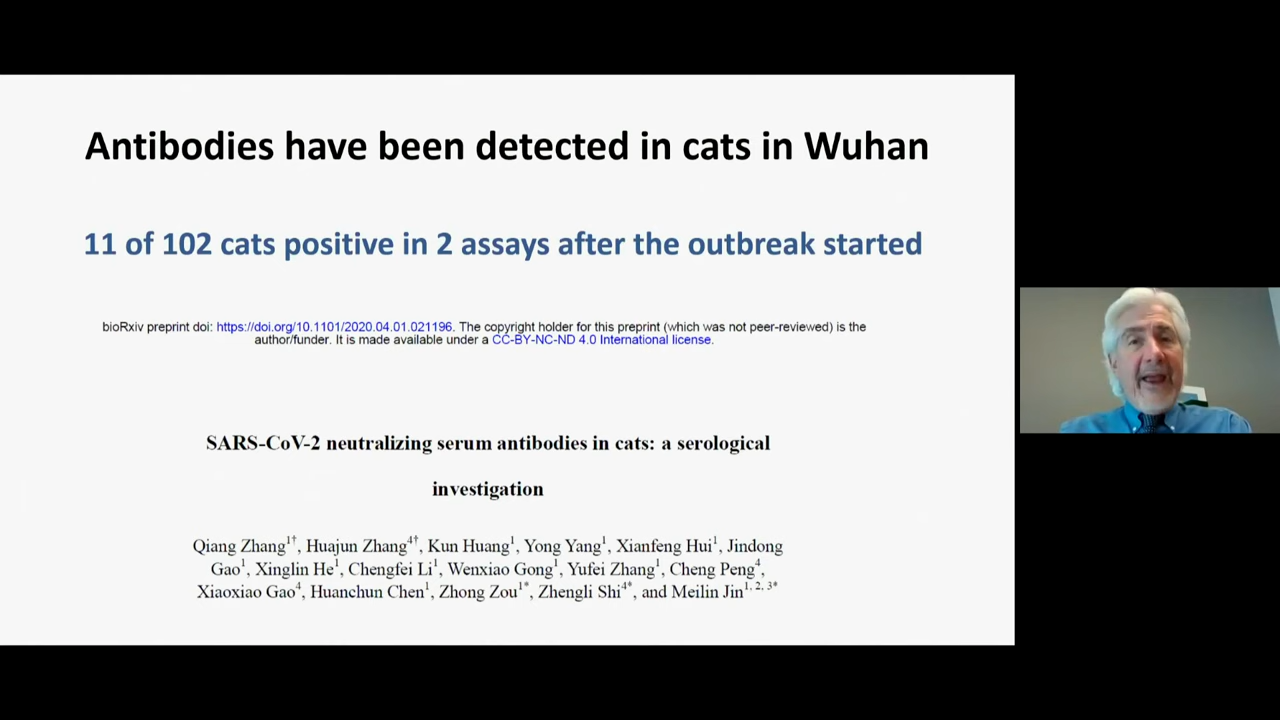 Antibodies have been detected in cats in Wuhan
11 of 102 cats positive in 2 assays after the outbreak started
bioRxiv preprint doi: https://doi.org/10.1101/2020.04.01.021196. The copyright holder for this preprint (which was not peer-reviewed) is the
author/funder. It is made available under a CC-BY-NC-ND 4.0 International license.
SARS-CoV-2 neutralizing serum antibodies in cats: a serological
investigation
Qiang Zhang1†, Huajun Zhang4†, Kun Huang1, Yong Yang1, Xianfeng Hui1, Jindong
Gao1, Xinglin He1, Chengfei Li1, Wenxiao Gong1, Yufei Zhang1, Cheng Peng4,
Xiaoxiao Gao4, Huanchun Chen1, Zhong Zou1*, Zhengli Shi4*, and Meilin Jin1, 2, 3*